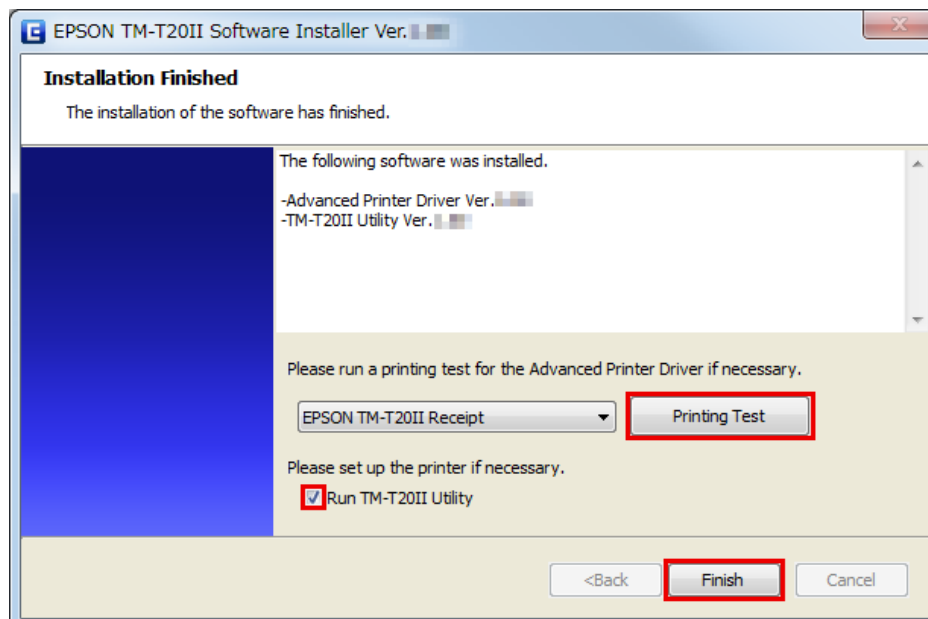 EPSON TM-T20II Software Installer Ver.
Installation Finished
The installation of the software has finished.
The following software was installed.
-Advanced Printer Driver Ver.
-TM-T20II Utility Ver.
Please run a printing test for the Advanced Printer Driver if necessary.
EPSON TM-T20II Receipt
Printing Test
Please set up the printer if necessary.
Run TM-T20II Utility
<Back
Finish
Cancel